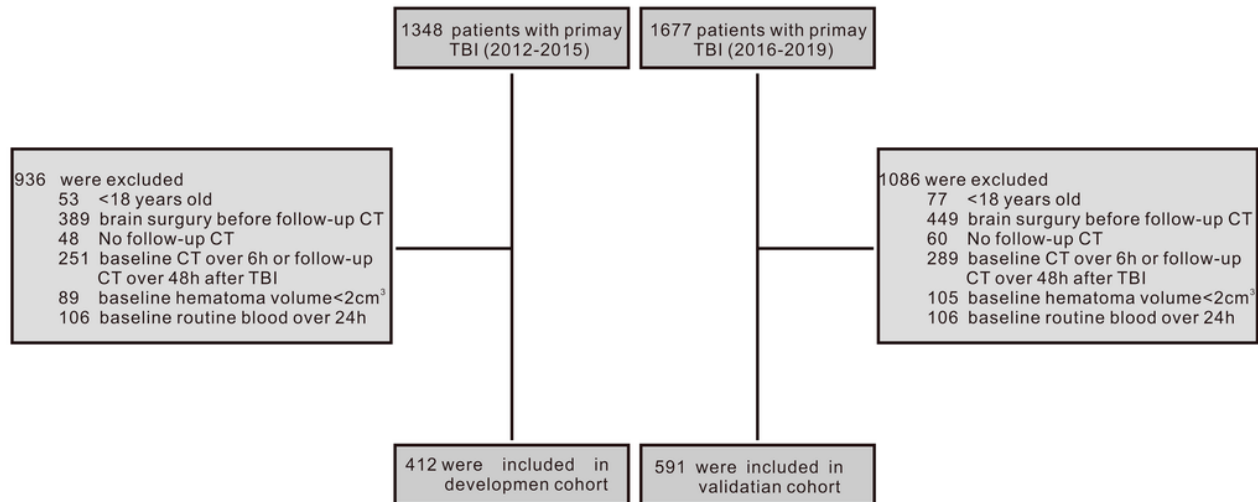 1348 patients with primay
TBI (2012-2015)
1677 patients with primay
TBI (2016-2019)
936 were excluded
53 <18 years old
389 brain surgury before follow-up CT
48 No follow-up CT
251 baseline CT over 6h or follow-up
CT over 48h after TBI
89 baseline hematoma volume<2cm³
106 baseline routine blood over 24h
1086 were excluded
77 <18 years old
449 brain surgury before follow-up CT
60 No follow-up CT
289 baseline CT over 6h or follow-up
CT over 48h after TBI
105 baseline hematoma volume<2cm³
106 baseline routine blood over 24h
412 were included in
developmen cohort
591 were included in
validatian cohort